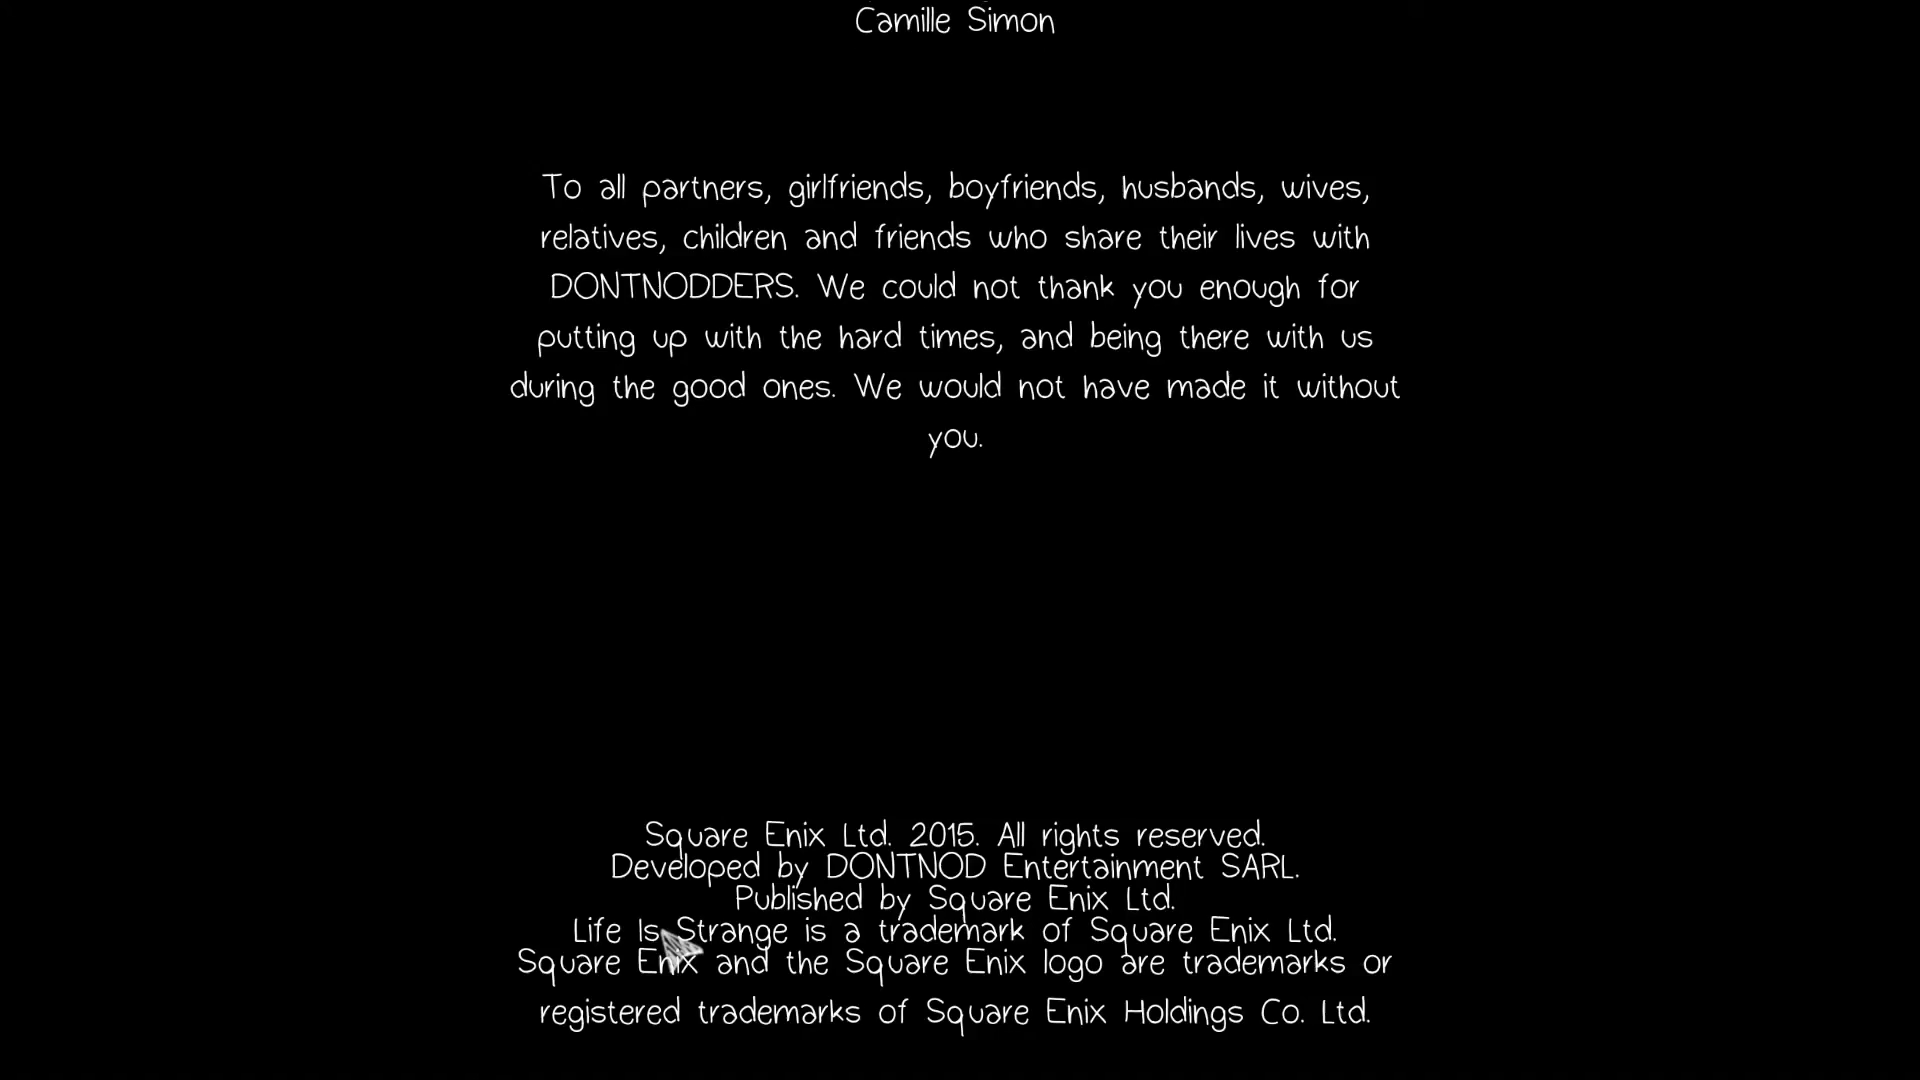 Camille Simon
To all partners, girlfriends, boyfriends, husbands, wives,
relatives, children and friends who share their lives with
DONTNODDERS. We could not thank you enough for
putting up with the hard times, and being there with us
during the good ones. We would not have made it without
you.
Square Enix Ltd. 2015. All rights reserved.
Developed by DONTNOD Entertainment SARL.
Published by Square Enix Ltd.
Life Is Strange is a trademark of Square Enix Ltd.
Square Enix and the Square Enix logo are trademarks or
registered trademarks of Square Enix Holdings Co. Ltd.